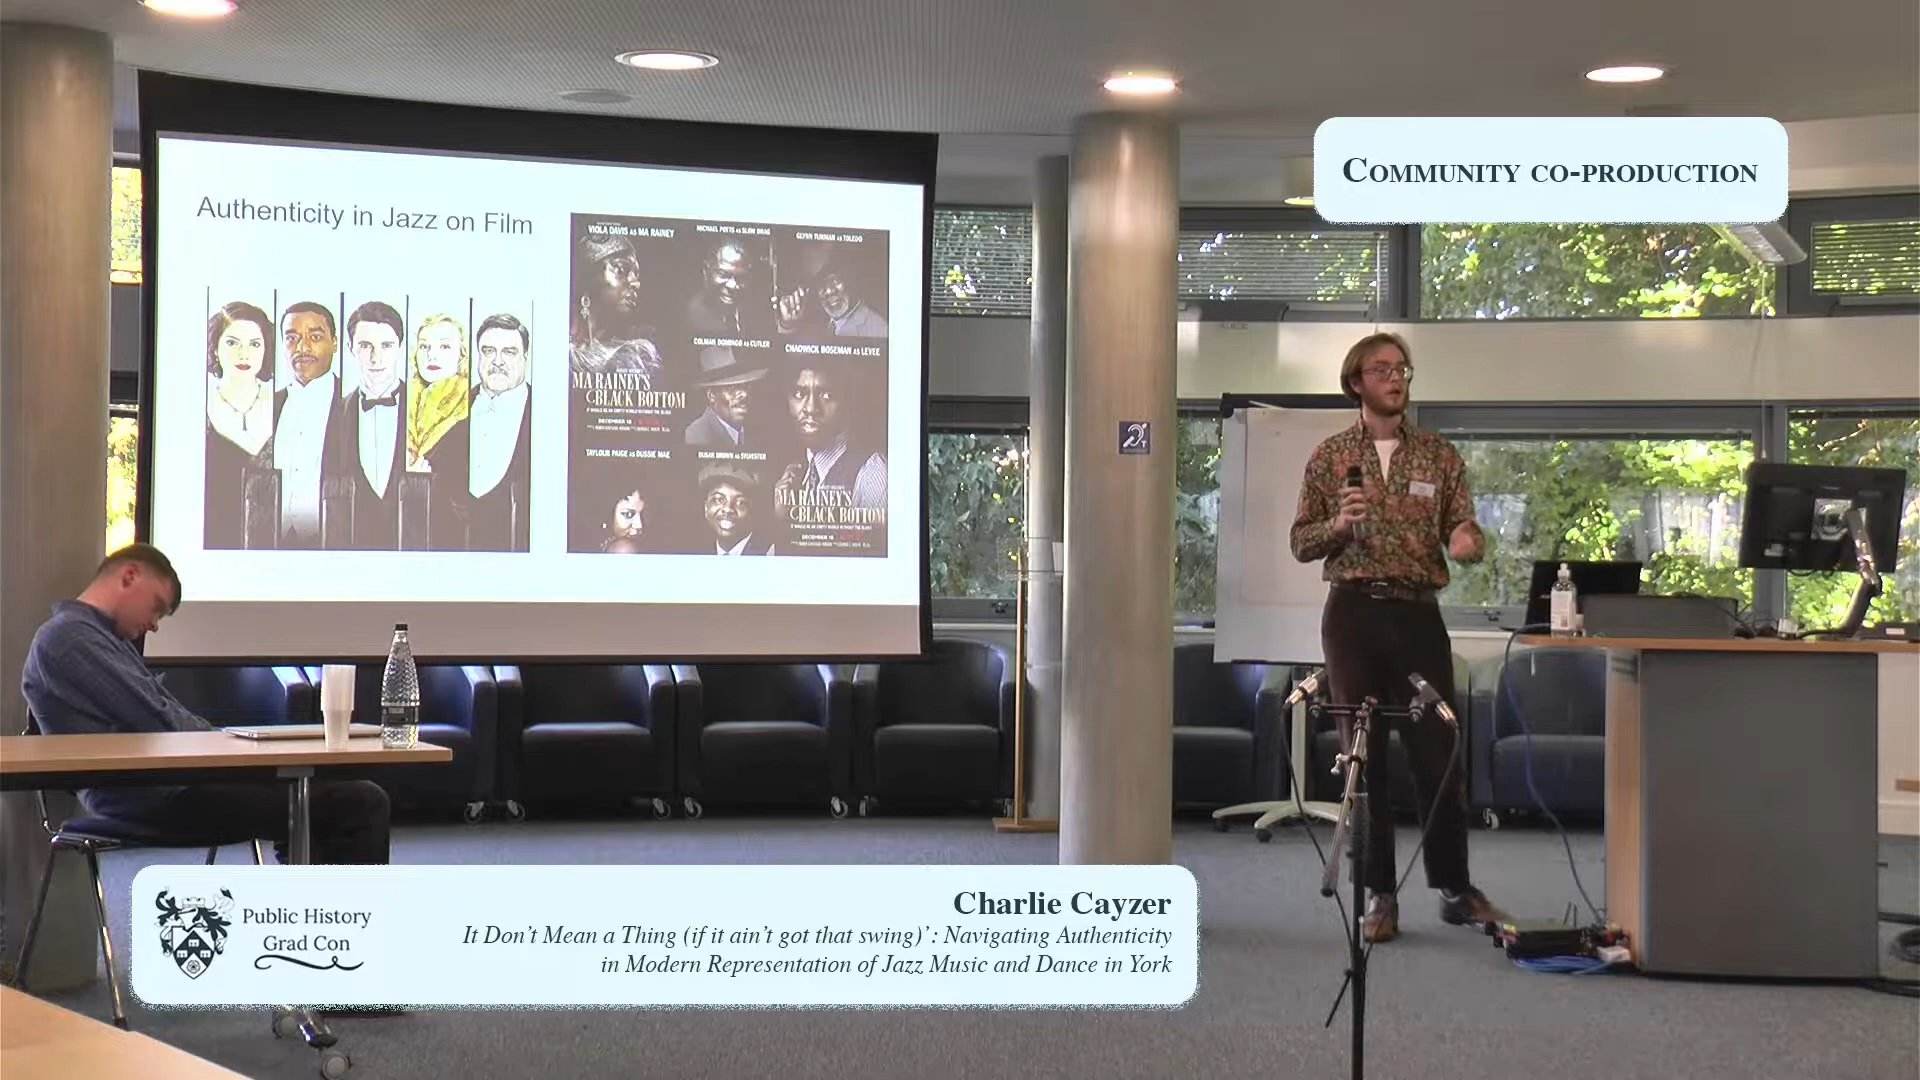 COMMUNITY CO-PRODUCTION
Authenticity in Jazz on Film
VIOLA DAVIS AS MA RAINEY
MICHAEL POTTS AS SLOW DRAG
GLYNN TURMAN AS TOLEDO
COLMAN DOMINGO AS CUTLER
CHADWICK BOSEMAN AS LEVEE
MA RAINEY'S
BLACK BOTTOM
DECEMBER 18
TAYLOUR PAIGE AS DUSSIE MAE
DUSAN BROWN AS SYLVESTER
MA RAINEY'S
BLACK BOTTOM
DECEMBER 18
T
Public History
Grad Con
Charlie Cayzer
It Don't Mean a Thing (if it ain't got that swing)': Navigating Authenticity
in Modern Representation of Jazz Music and Dance in York